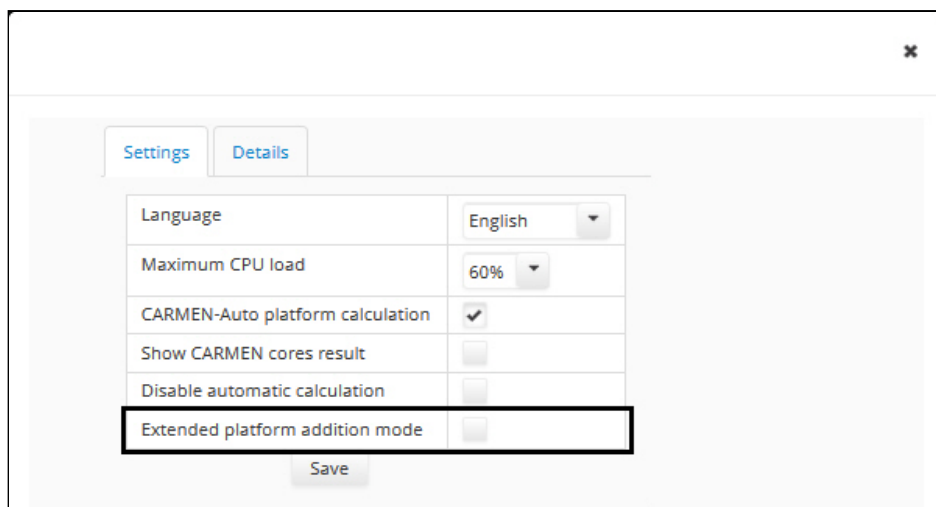 Settings Details
Language English
Maximum CPU load 60%
CARMEN-Auto platform calculation
Show CARMEN cores result
Disable automatic calculation
Extended platform addition mode
Save